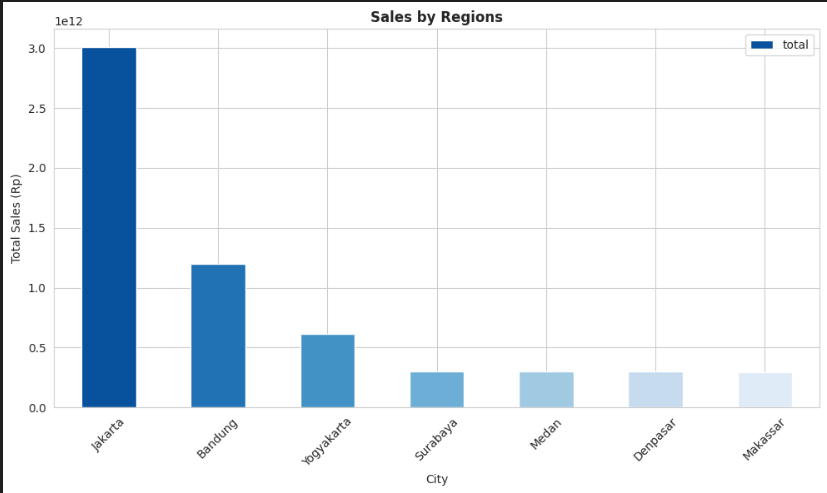 Sales by Regions
1e12
total
3.0
2.5
2.0
1.5
1.0
0.5
0.0
Total Sales (Rp)
Jakarta
Bandung
Yogyakarta
Surabaya
Medan
Denpasar
Makassar
City